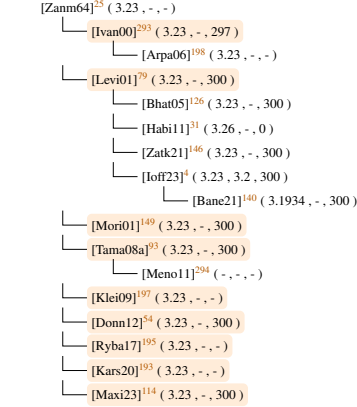 [Zanm64]25 ( 3.23 , - , - )
[Ivan00]293 ( 3.23 , - , 297 )
[Arpa06]198 ( 3.23 , - , - )
[Levi01]79 ( 3.23 , - , 300 )
[Bhat05]126 ( 3.23 , - , 300 )
[Habi11]31 ( 3.26 , - , 0 )
[Zatk21]146 ( 3.23 , - , 300 )
[Ioff23]4 ( 3.23 , 3.2 , 300 )
[Bane21]140 ( 3.1934 , - , 300 )
[Mori01]149 ( 3.23 , - , 300 )
[Tama08a]93 ( 3.23 , - , 300 )
[Meno11]294 ( - , - , - )
[Klei09]197 ( 3.23 , - , - )
[Donn12]54 ( 3.23 , - , 300 )
[Ryba17]195 ( 3.23 , - , - )
[Kars20]193 ( 3.23 , - , - )
[Maxi23]114 ( 3.23 , - , 300 )